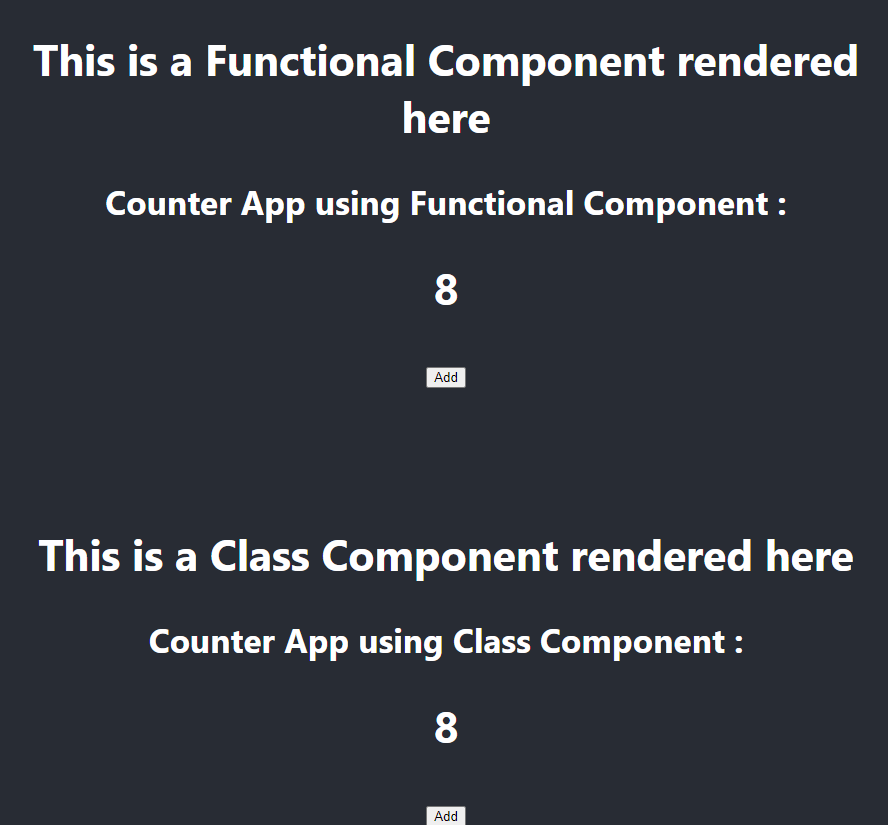 This is a Functional Component rendered
here
Counter App using Functional Component :
8
Add
This is a Class Component rendered here
Counter App using Class Component :
8
Add